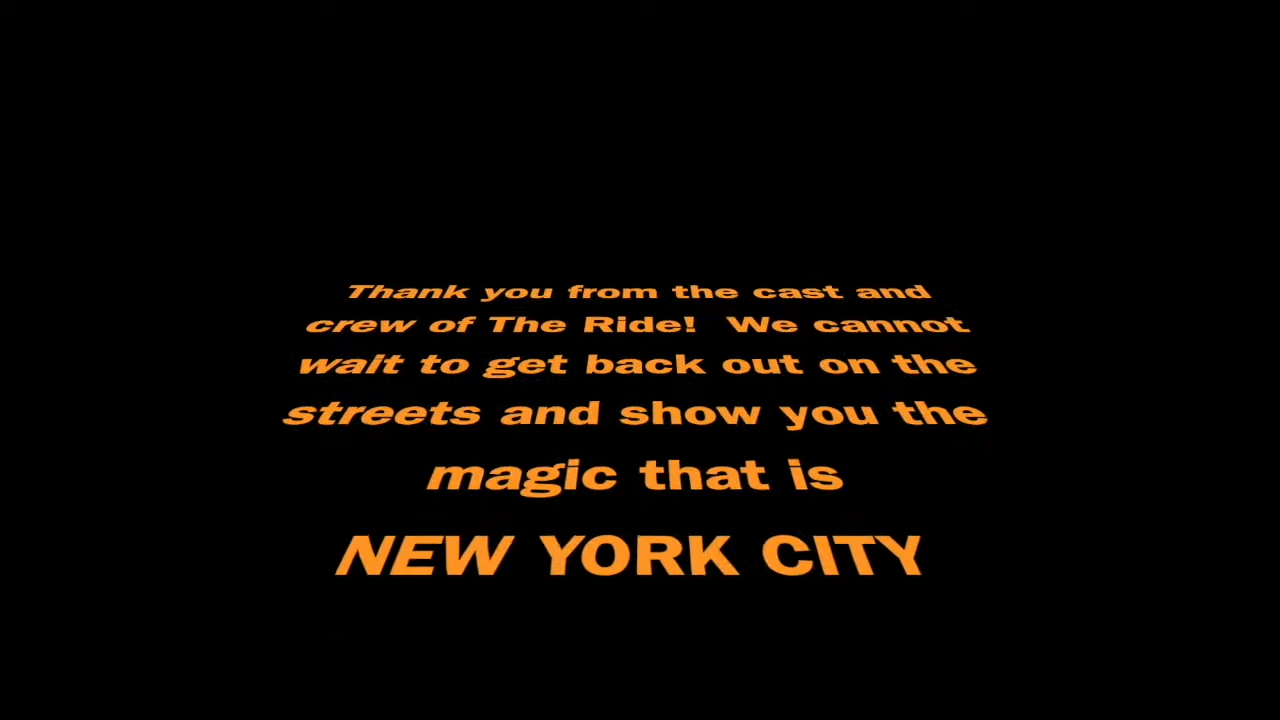 Thank you from the cast and
crew of The Ride!  We cannot
wait to get back out on the
streets and show you the
magic that is
NEW YORK CITY